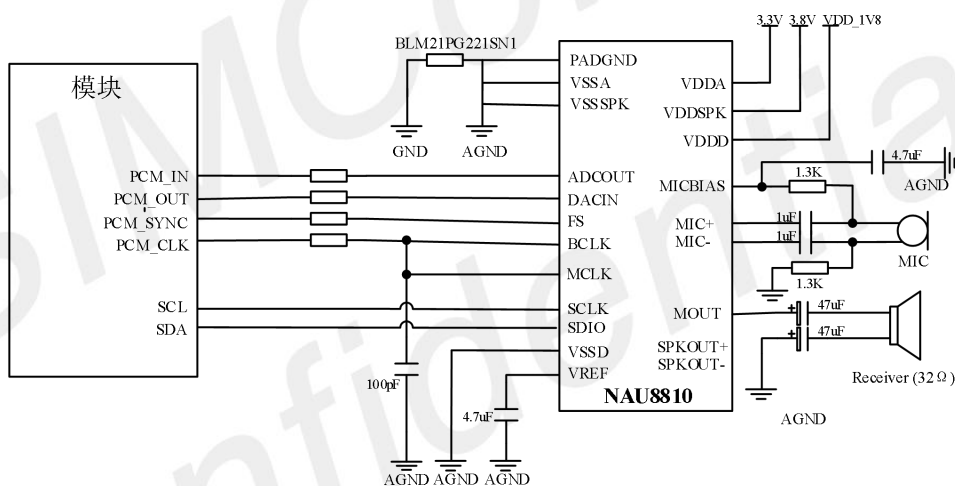 3.3V 3.8V VDD_1V8
BLM21PG221SN1
模块
PADGND
VSSA
VSSSPK
GND
AGND
VDDA
VDDSPK
VDDD
4.7uF
AGND
PCM_IN
PCM_OUT
PCM_SYNC
PCM_CLK
ADCOUT
DACIN
FS
BCLK
MCLK
MICBIAS
1.3K
MIC+
1uF
MIC-
1uF
MIC
1.3K
SCL
SDA
SCLK
SDIO
VSSD
VREF
MOUT
SPKOUT+
SPKOUT-
+
47uF
+
47uF
Receiver (32Ω)
100pF
4.7uF
NAU8810
AGND
AGND
AGND
AGND
SIMCo
onfidentia